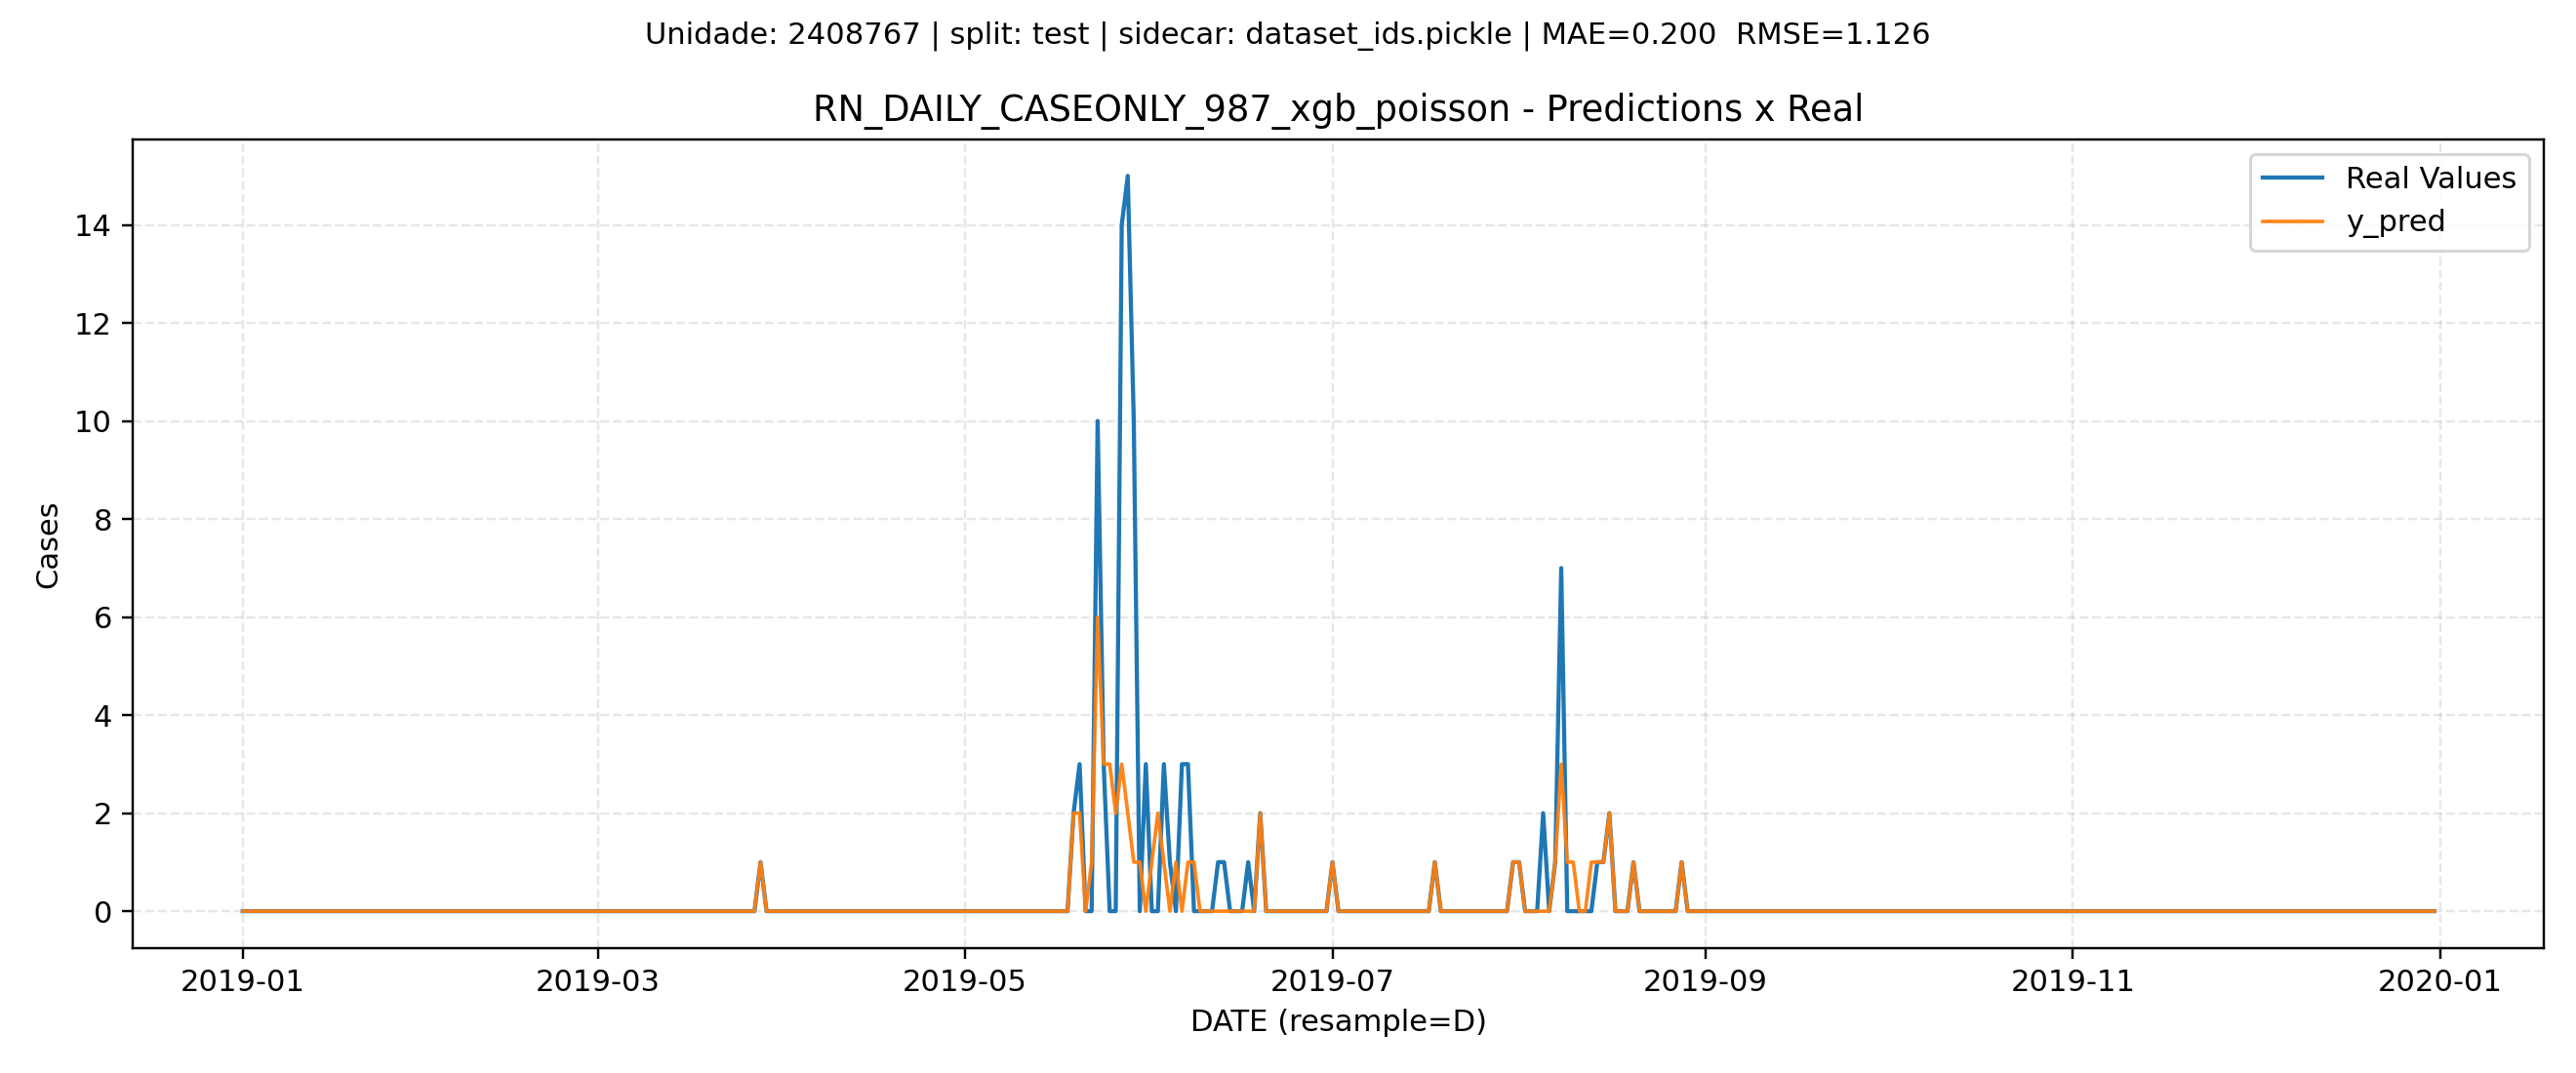 Unidade: 2408767 | split: test | sidecar: dataset_ids.pickle | MAE=0.200  RMSE=1.126
RN_DAILY_CASEONLY_987_xgb_poisson - Predictions x Real
Real Values
y_pred
14
12
10
8
6
4
2
0
Cases
2019-01
2019-03
2019-05
2019-07
2019-09
2019-11
2020-01
DATE (resample=D)